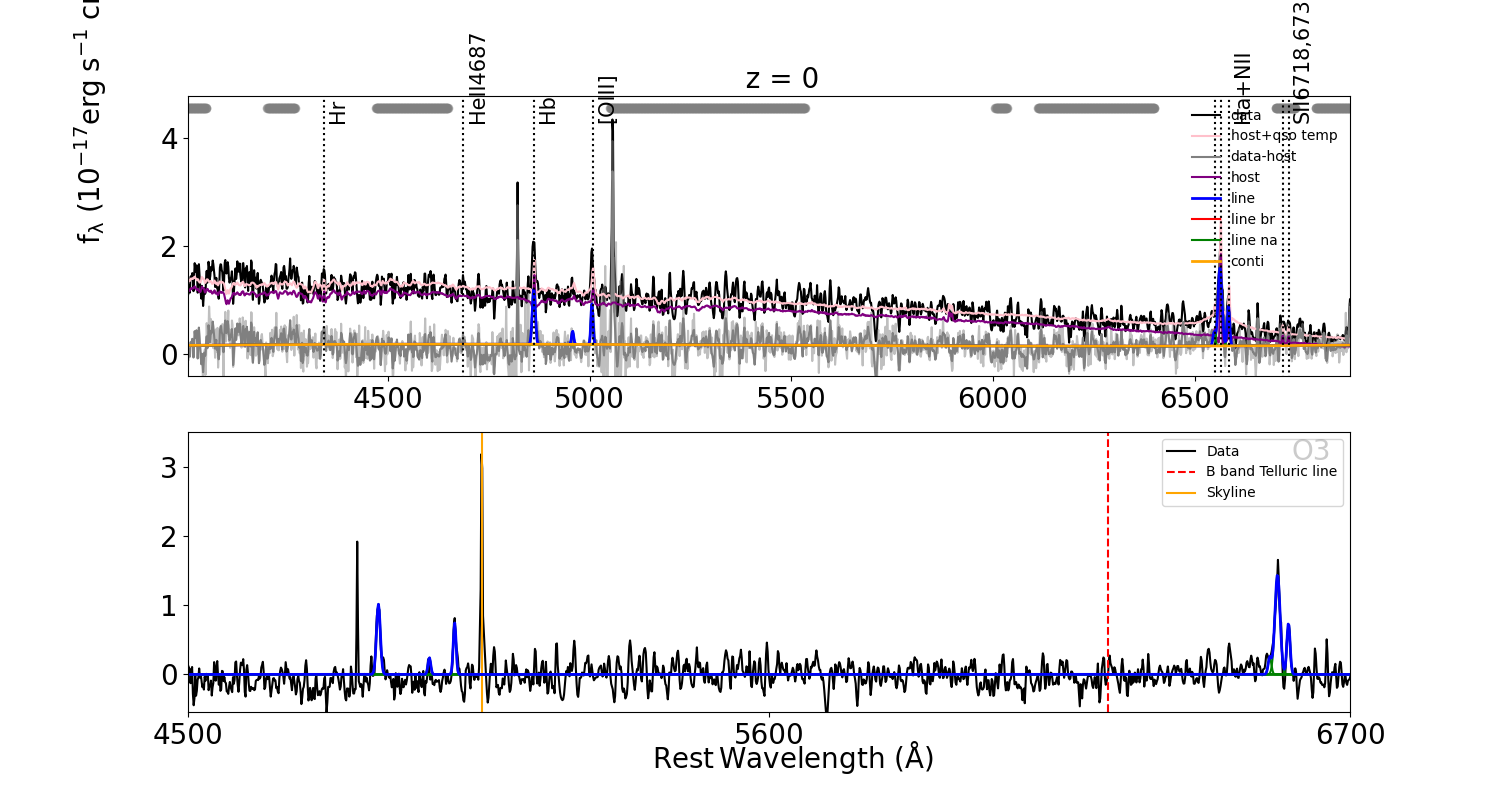 z = 0
Hr
HeII4687
Hb
[OIII]
Ha+NII
SII6718,673
f_λ (10^−17 erg s^−1 c
4
2
0
data
host+qso temp
data-host
host
line
line br
line na
conti
4500 5000 5500 6000 6500
O3
Data
B band Telluric line
Skyline
3
2
1
0
4500 5600 6700
Rest Wavelength (Å)